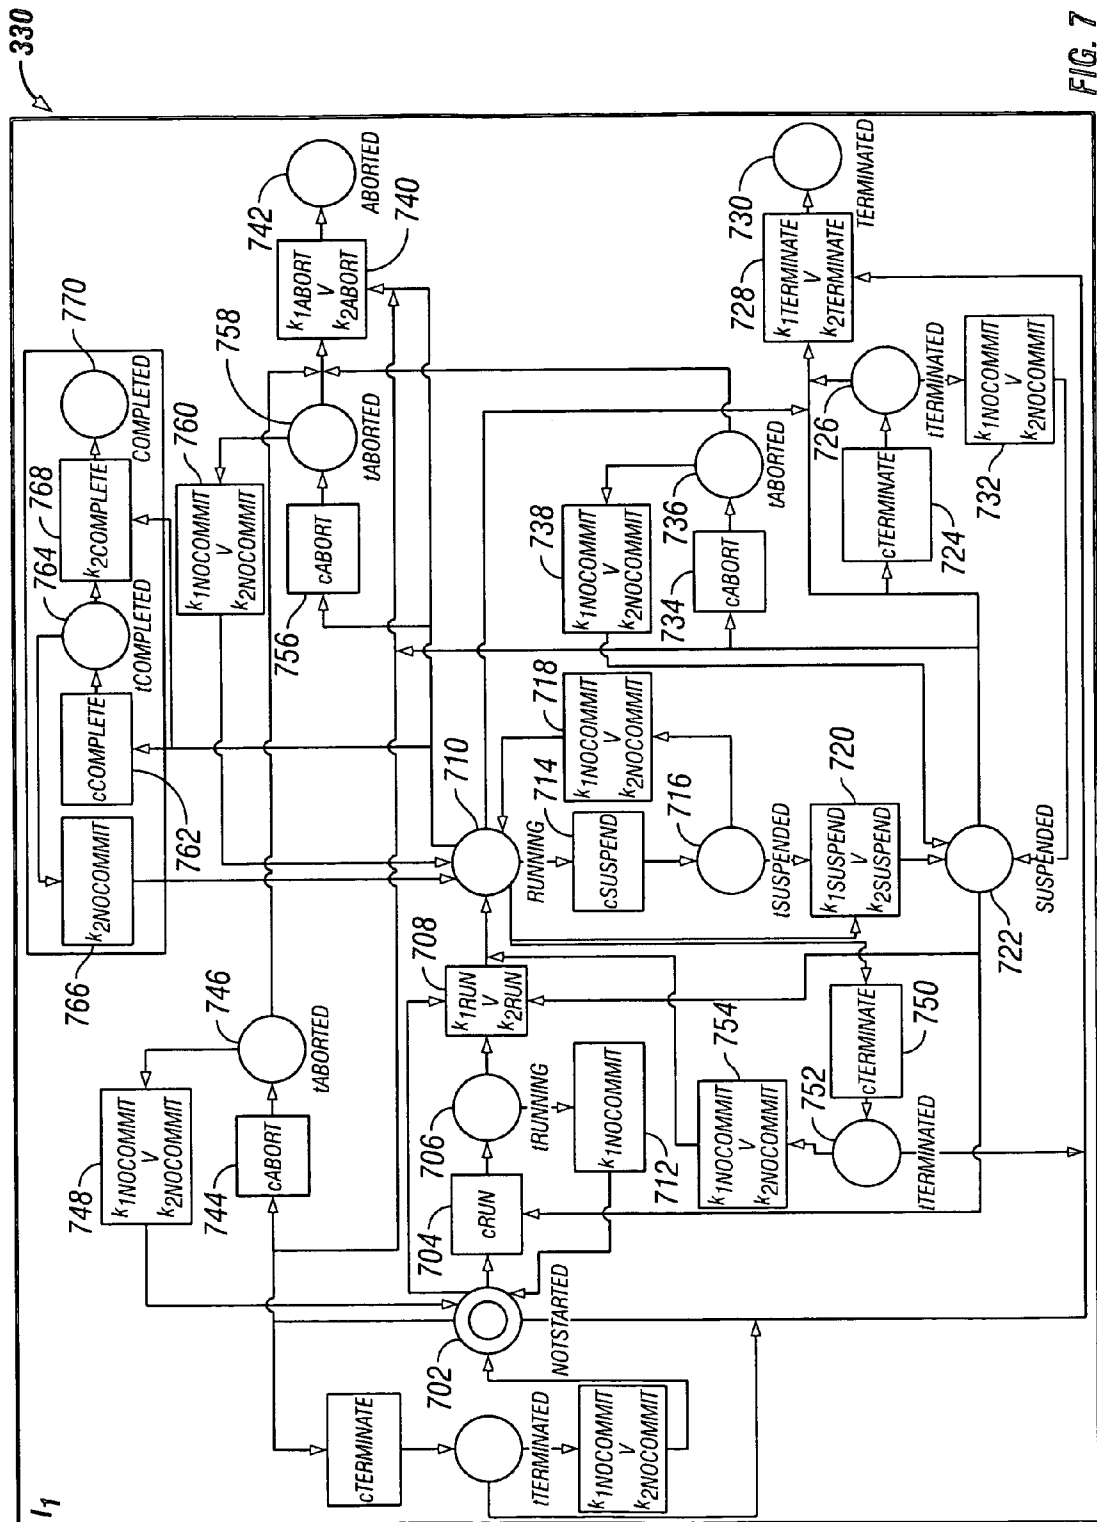 330
FIG. 7
I1
742
ABORTED
k1ABORT
V
k2ABORT
740
730
TERMINATED
728
k1TERMINATE
V
k2TERMINATE
770
COMPLETED
768
k2COMPLETE
764
tCOMPLETED
cCOMPLETE
762
k2NOCOMMIT
766
758
tABORTED
760
k1NOCOMMIT
V
k2NOCOMMIT
756
cABORT
726
tTERMINATED
cTERMINATE
724
k1NOCOMMIT
V
k2NOCOMMIT
732
736
tABORTED
738
k1NOCOMMIT
V
k2NOCOMMIT
734
cABORT
718
k1NOCOMMIT
V
k2NOCOMMIT
710
RUNNING
714
cSUSPEND
716
tSUSPENDED
720
k1SUSPEND
V
k2SUSPEND
722
SUSPENDED
746
tABORTED
748
k1NOCOMMIT
V
k2NOCOMMIT
744
cABORT
708
k1RUN
V
k2RUN
706
tRUNNING
k1NOCOMMIT
712
704
cRUN
754
k1NOCOMMIT
V
k2NOCOMMIT
cTERMINATE
750
752
tTERMINATED
702
NOTSTARTED
cTERMINATE
tTERMINATED
k1NOCOMMIT
V
k2NOCOMMIT